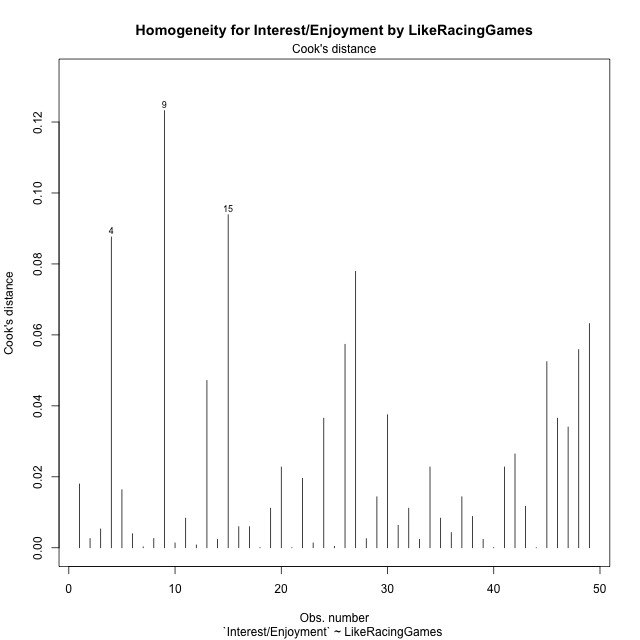 Homogeneity for Interest/Enjoyment by LikeRacingGames
Cook's distance
9
15
4
0.12
0.10
0.08
0.06
0.04
0.02
0.00
Cook's distance
0 10 20 30 40 50
Obs. number
`Interest/Enjoyment` ~ LikeRacingGames